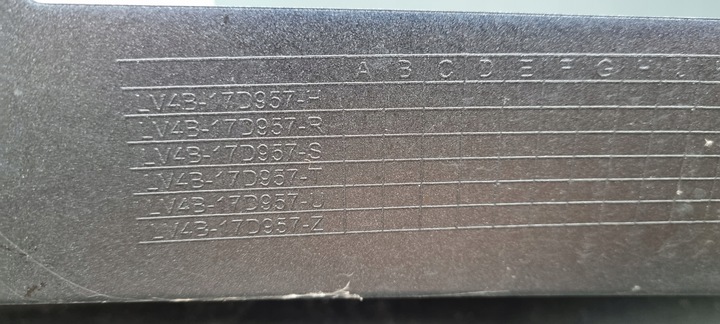 A B C D E F G H J
LV4B-17D957-H
LV4B-17D957-R
LV4B-17D957-S
LV4B-17D957-T
LV4B-17D957-U
LV4B-17D957-Z